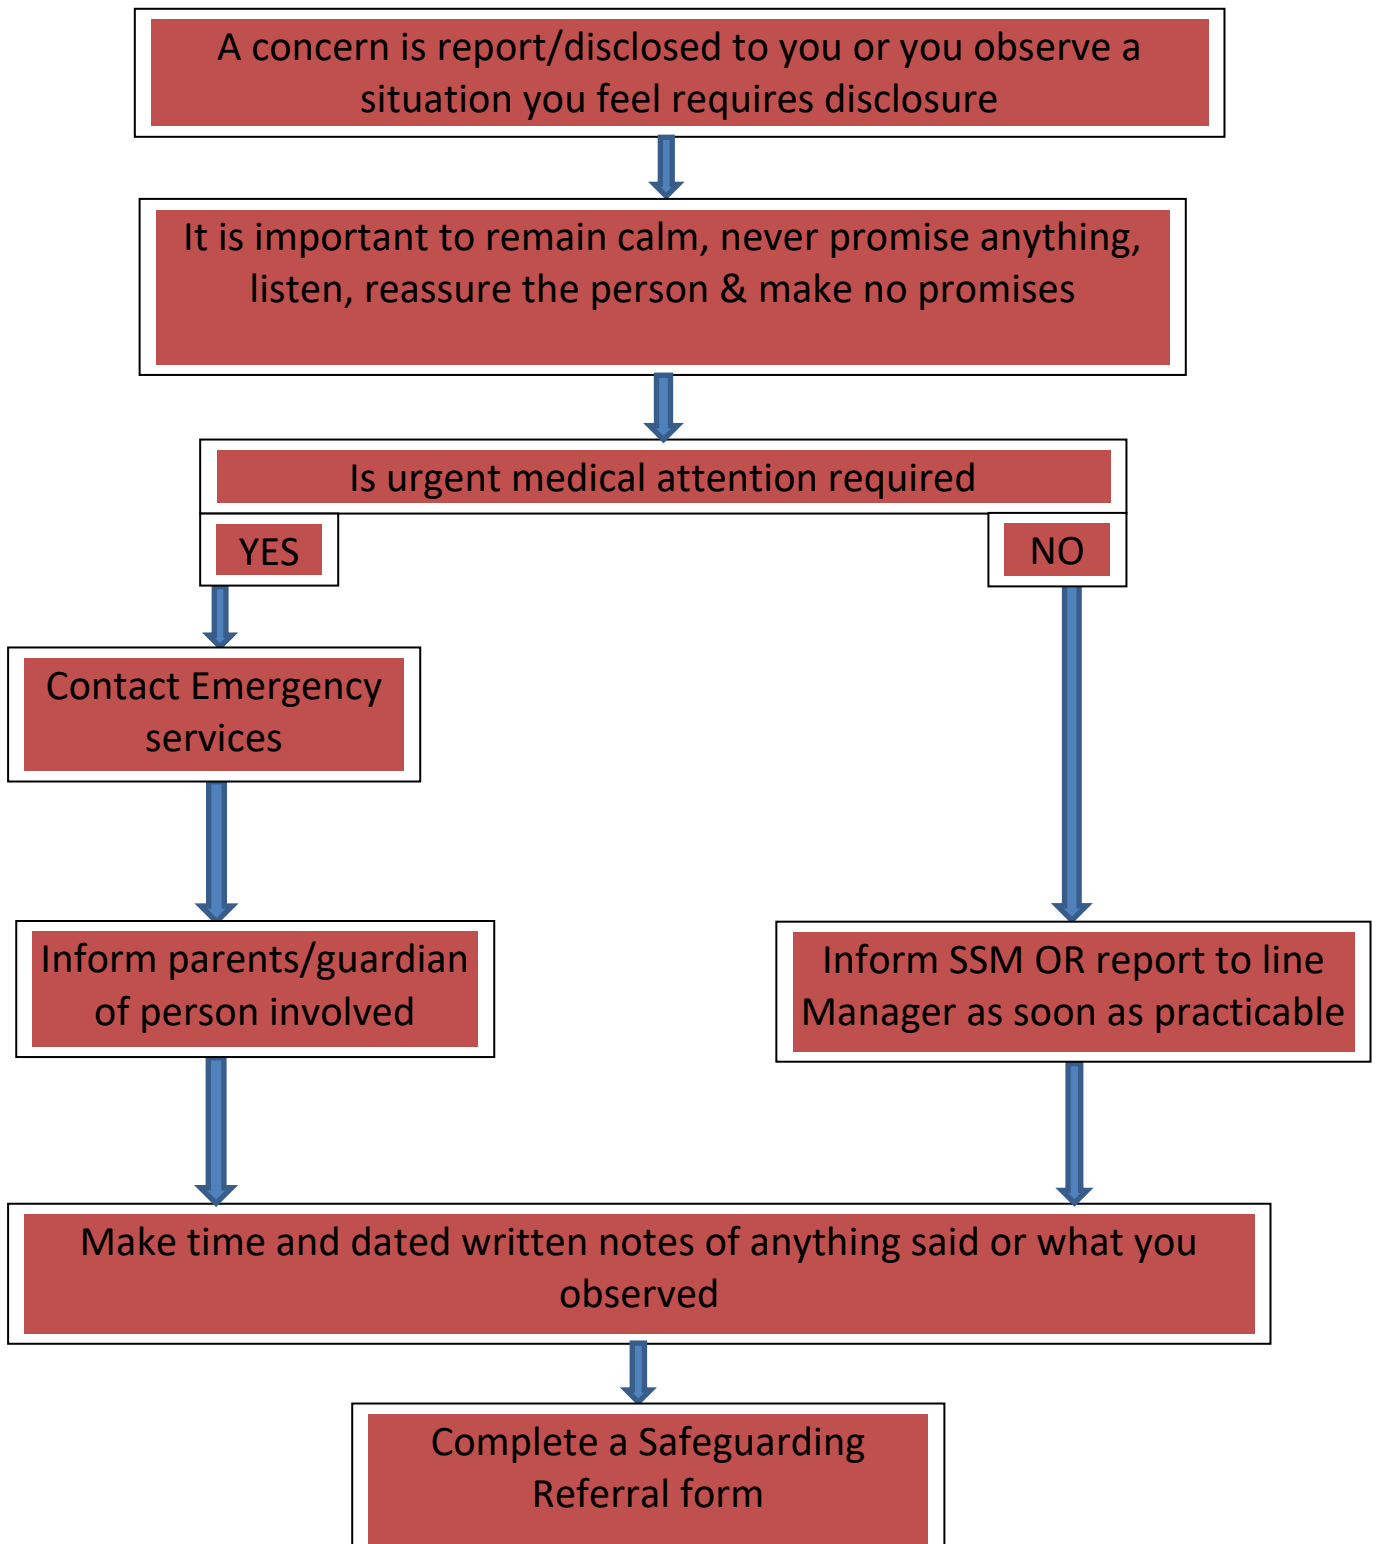 A concern is report/disclosed to you or you observe a
situation you feel requires disclosure
It is important to remain calm, never promise anything,
listen, reassure the person & make no promises
Is urgent medical attention required
YES
NO
Contact Emergency
services
Inform parents/guardian
of person involved
Inform SSM OR report to line
Manager as soon as practicable
Make time and dated written notes of anything said or what you
observed
Complete a Safeguarding
Referral form